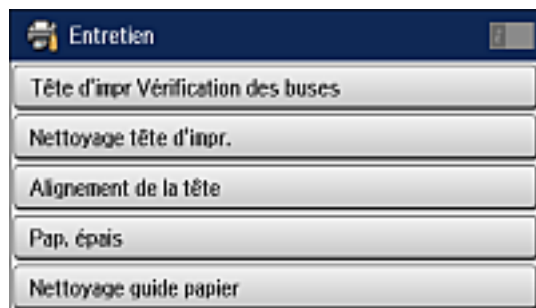 Entretien
Tête d'impr Vérification des buses
Nettoyage tête d'impr.
Alignement de la tête
Pap. épais
Nettoyage guide papier